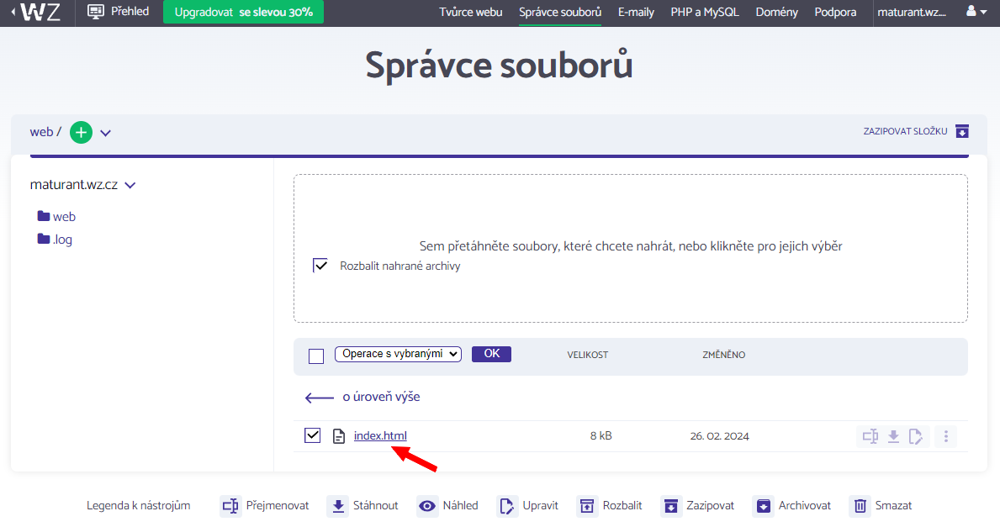 WZ Přehled Upgradovat se slevou 30% Tvůrce webu Správce souborů E-maily PHP a MySQL Domény Podpora maturant.wz....
Správce souborů
web / ZAZIPOVAT SLOŽKU
maturant.wz.cz
web
.log
Sem přetáhněte soubory, které chcete nahrát, nebo klikněte pro jejich výběr
Rozbalit nahrané archivy
Operace s vybranými OK VELIKOST ZMĚNĚNO
o úroveň výše
index.html 8 kB 26. 02. 2024
Legenda k nástrojům Přejmenovat Stáhnout Náhled Upravit Rozbalit Zazipovat Archivovat Smazat